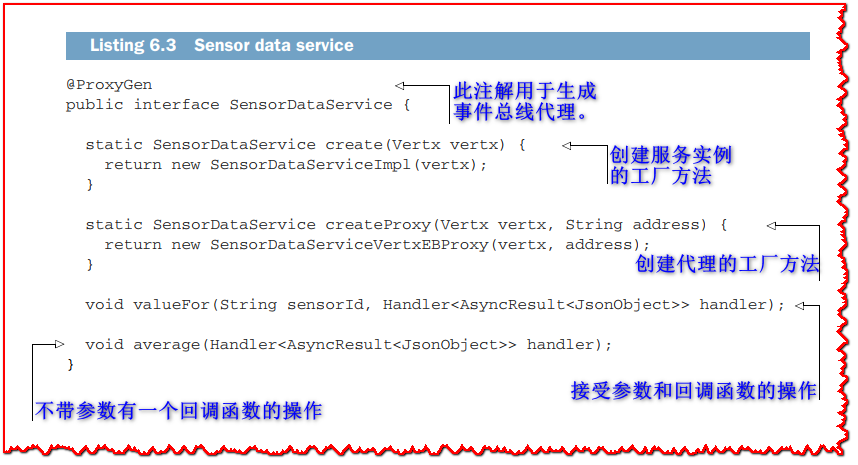 Listing 6.3 Sensor data service
@ProxyGen
此注解用于生成
事件总线代理。
public interface SensorDataService {
static SensorDataService create(Vertx vertx) {
创建服务实例
的工厂方法
return new SensorDataServiceImpl(vertx);
}
static SensorDataService createProxy(Vertx vertx, String address) {
return new SensorDataServiceVertxEBProxy(vertx, address);
创建代理的工厂方法
}
void valueFor(String sensorId, Handler<AsyncResult<JsonObject>> handler);
void average(Handler<AsyncResult<JsonObject>> handler);
}
接受参数和回调函数的操作
不带参数有一个回调函数的操作